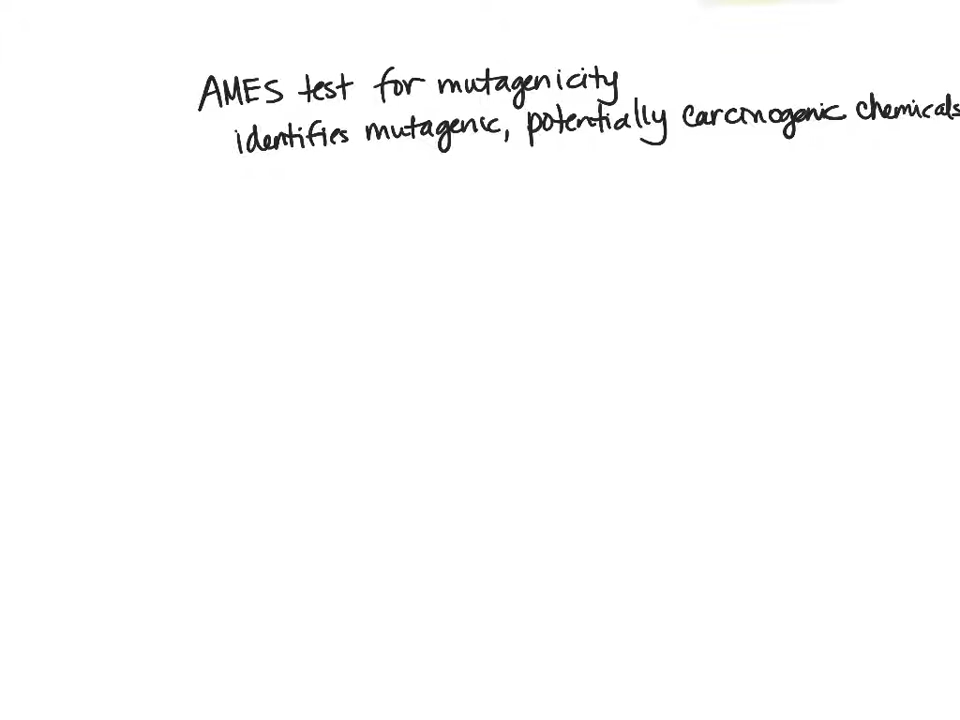 AMES test for mutagenicity
identifies mutagenic, potentially carcinogenic chemicals